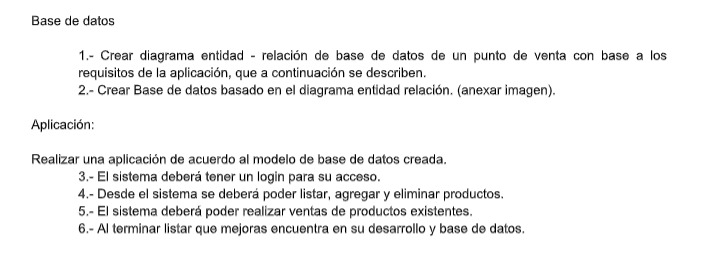 Base de datos
1.- Crear diagrama entidad - relación de base de datos de un punto de venta con base a los
requisitos de la aplicación, que a continuación se describen.
2.- Crear Base de datos basado en el diagrama entidad relación. (anexar imagen).
Aplicación:
Realizar una aplicación de acuerdo al modelo de base de datos creada.
3.- El sistema deberá tener un login para su acceso.
4.- Desde el sistema se deberá poder listar, agregar y eliminar productos.
5.- El sistema deberá poder realizar ventas de productos existentes.
6.- Al terminar listar que mejoras encuentra en su desarrollo y base de datos.